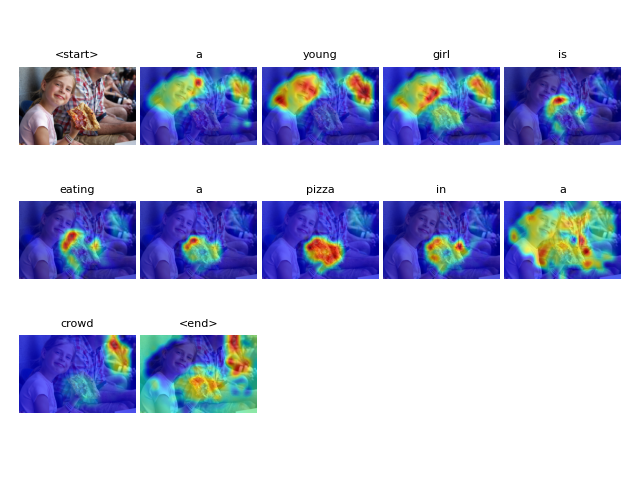 <start> a young girl is
eating a pizza in a
crowd <end>